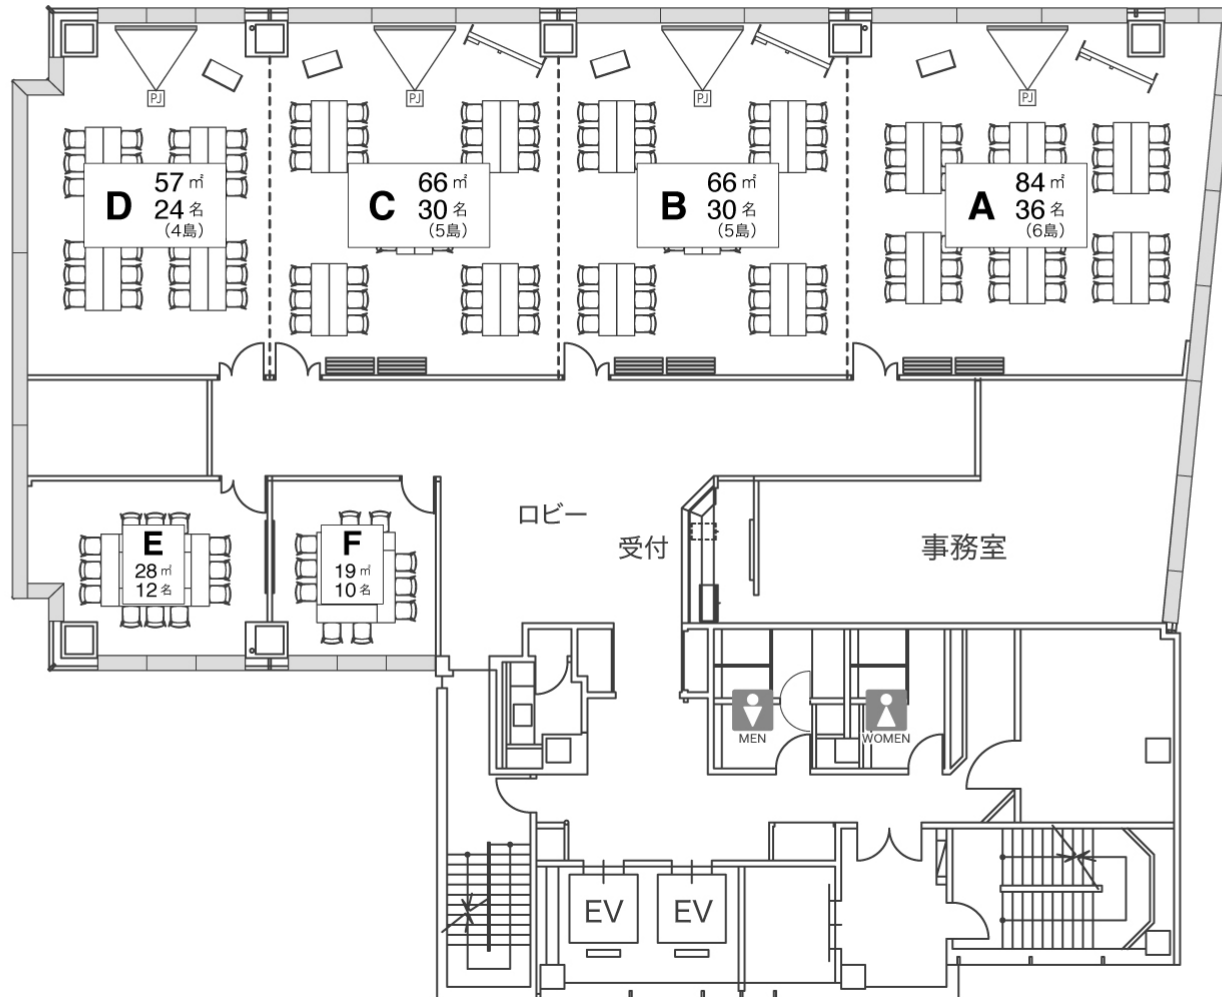 PJ
PJ
PJ
PJ
D
57㎡
24名
(4島)
C
66㎡
30名
(5島)
B
66㎡
30名
(5島)
A
84㎡
36名
(6島)
ロビー
受付
事務室
E
28㎡
12名
F
19㎡
10名
MEN
WOMEN
EV
EV